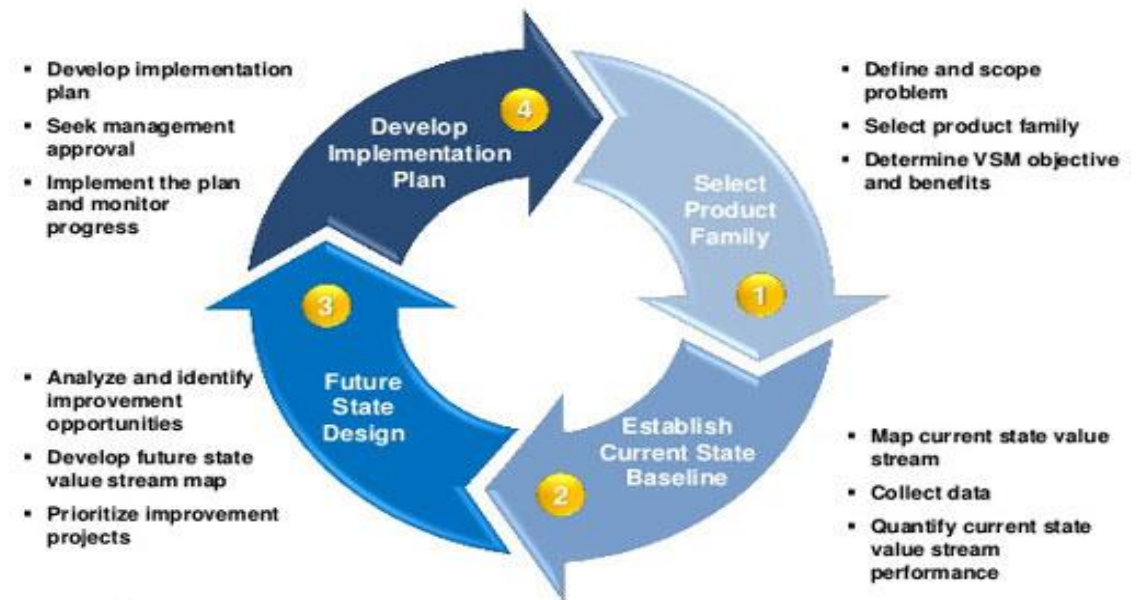 ▪ Develop implementation
plan
▪ Seek management
approval
▪ Implement the plan
and monitor
progress
4
Develop
Implementation
Plan
▪ Define and scope
problem
▪ Select product family
▪ Determine VSM objective
and benefits
Select
Product
Family
1
3
Future
State
Design
▪ Analyze and identify
improvement
opportunities
▪ Develop future state
value stream map
▪ Prioritize improvement
projects
Establish
Current State
Baseline
2
▪ Map current state value
stream
▪ Collect data
▪ Quantify current state
value stream
performance